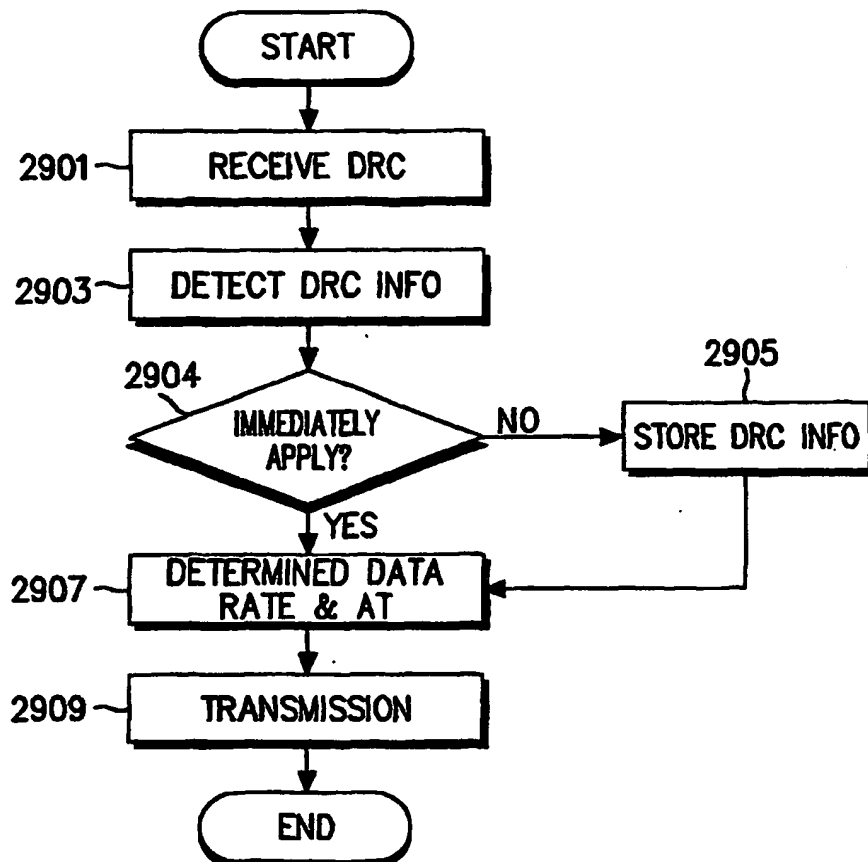 START
2901
RECEIVE DRC
2903
DETECT DRC INFO
2904
IMMEDIATELY
APPLY?
NO
2905
STORE DRC INFO
YES
2907
DETERMINED DATA
RATE & AT
2909
TRANSMISSION
END